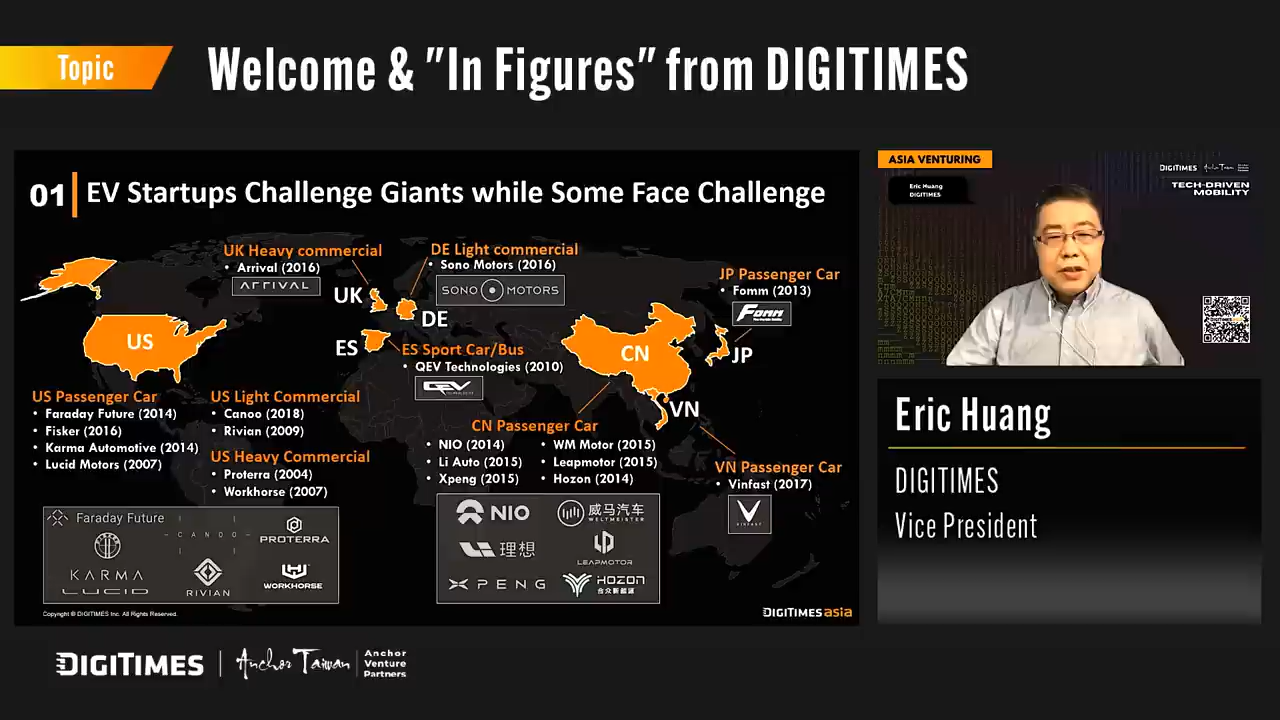 Topic
Welcome & "In Figures" from DIGITIMES
01
EV Startups Challenge Giants while Some Face Challenge
UK Heavy commercial
• Arrival (2016)
ARRIVAL
UK
DE Light commercial
• Sono Motors (2016)
SONO MOTORS
DE
JP Passenger Car
• Fomm (2013)
Fomm
JP
US
ES
ES Sport Car/Bus
• QEV Technologies (2010)
QEV
CN
VN
US Passenger Car
• Faraday Future (2014)
• Fisker (2016)
• Karma Automotive (2014)
• Lucid Motors (2007)
US Light Commercial
• Canoo (2018)
• Rivian (2009)
US Heavy Commercial
• Proterra (2004)
• Workhorse (2007)
Faraday Future
CANOO
PROTERRA
KARMA
LUCID
RIVIAN
WORKHORSE
CN Passenger Car
• NIO (2014)
• Li Auto (2015)
• Xpeng (2015)
• WM Motor (2015)
• Leapmotor (2015)
• Hozon (2014)
NIO
威马汽车
WELTMEISTER
理想
LEAPMOTOR
XPENG
HOZON
合众新能源
VN Passenger Car
• Vinfast (2017)
VINFAST
Copyright © DIGITIMES Inc. All Rights Reserved.
DIGITIMES asia
ASIA VENTURING
Eric Huang
DIGITIMES
DIGITIMES
Anchor Taiwan
TECH-DRIVEN
MOBILITY
Eric Huang
DIGITIMES
Vice President
DIGITIMES
Anchor Taiwan
Anchor
Venture
Partners